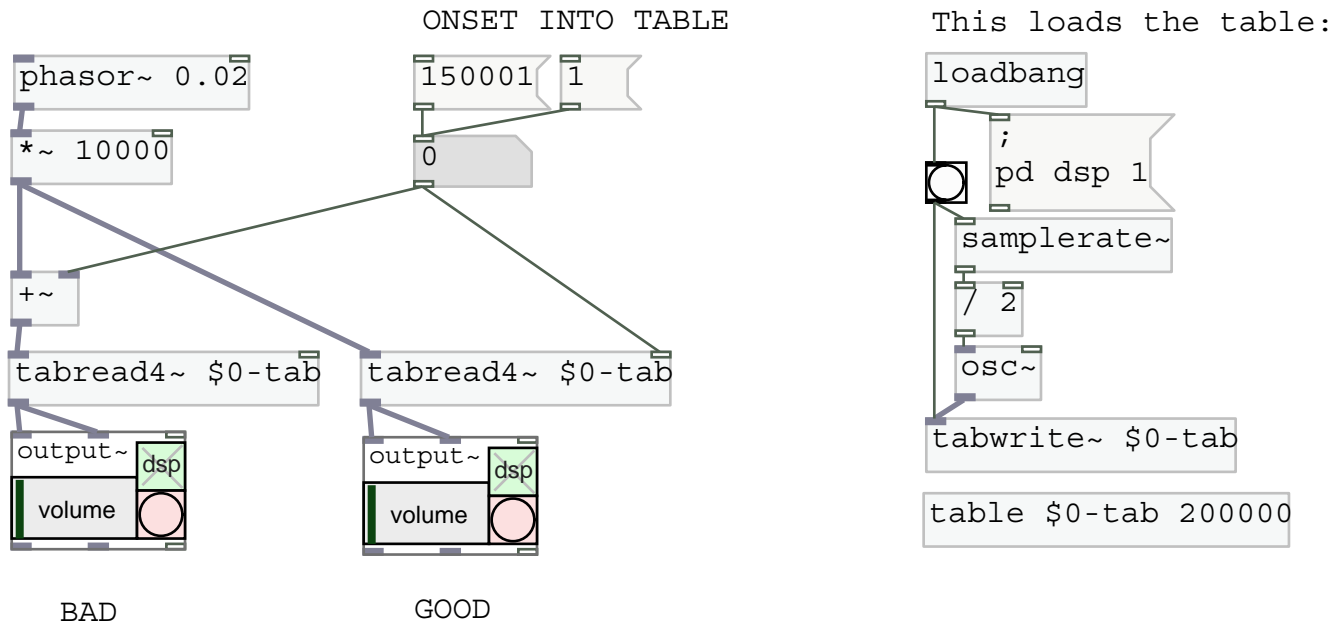 ONSET INTO TABLE
This loads the table:
phasor~ 0.02
150001
1
loadbang
*~ 10000
0
;
pd dsp 1
samplerate~
+~
/ 2
tabread4~ $0-tab
tabread4~ $0-tab
osc~
output~
dsp
volume
output~
dsp
volume
tabwrite~ $0-tab
table $0-tab 200000
BAD
GOOD